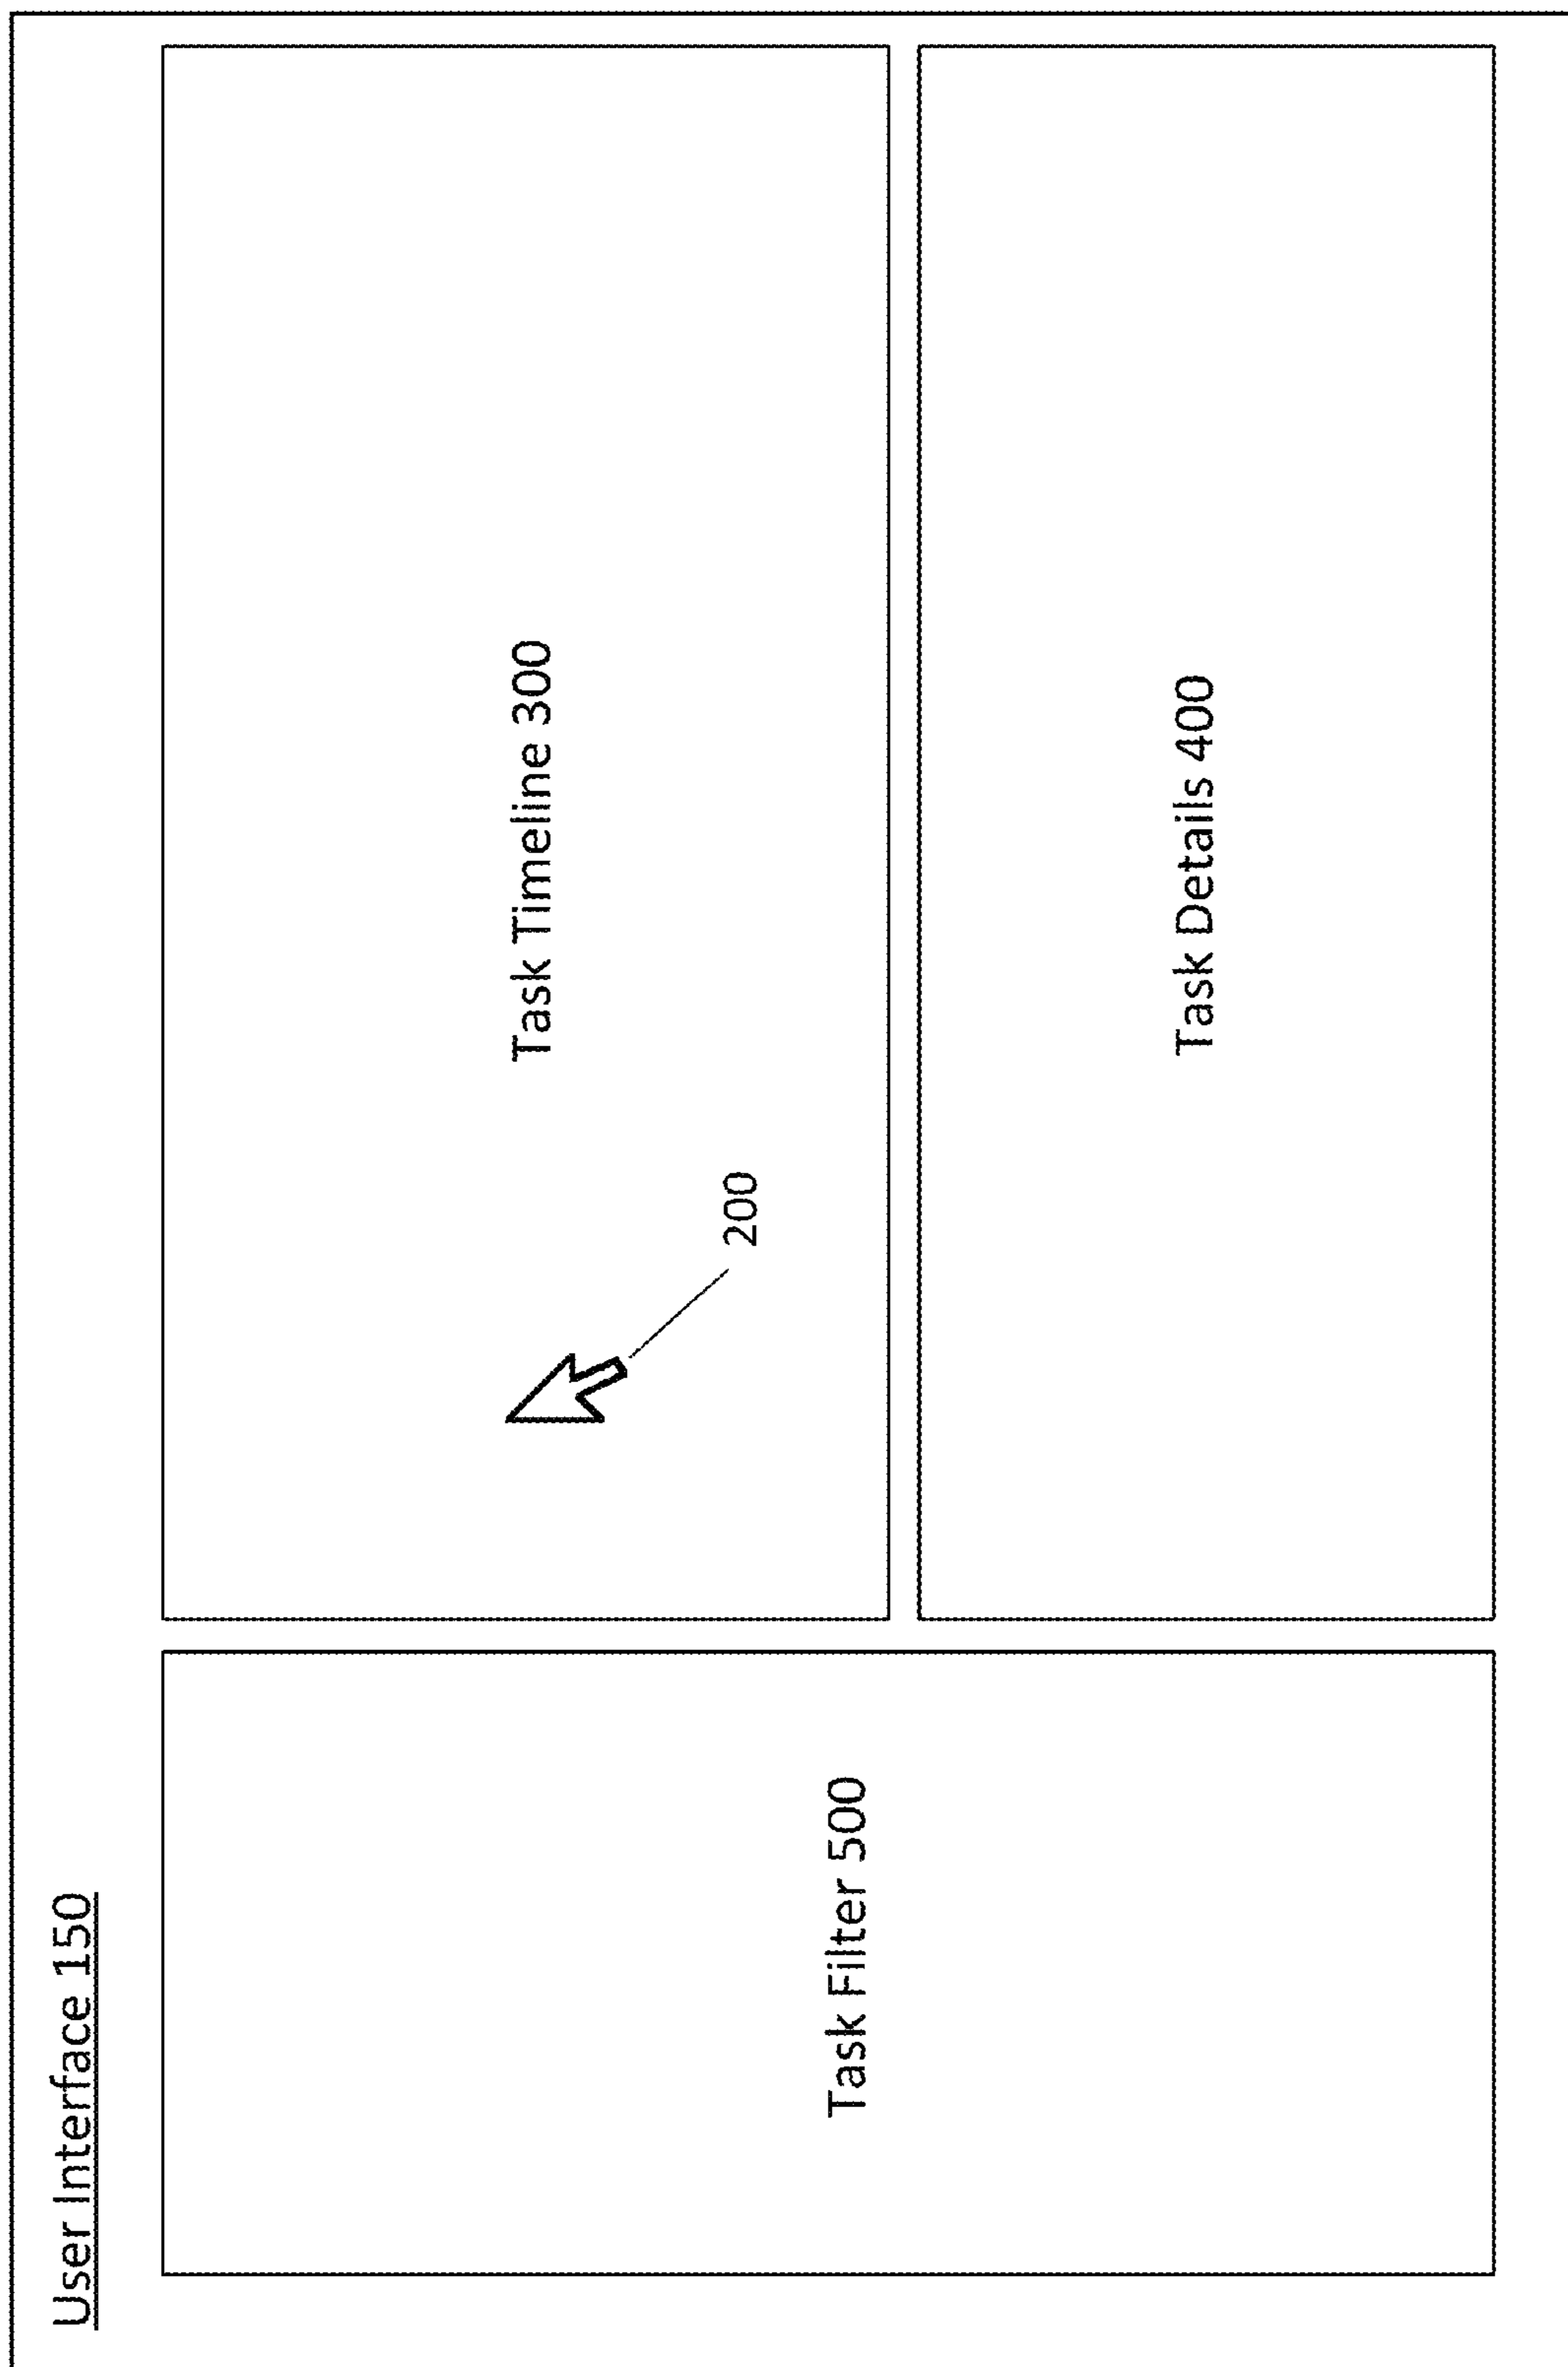 User Interface 150
Task Filter 500
Task Timeline 300
200
Task Details 400